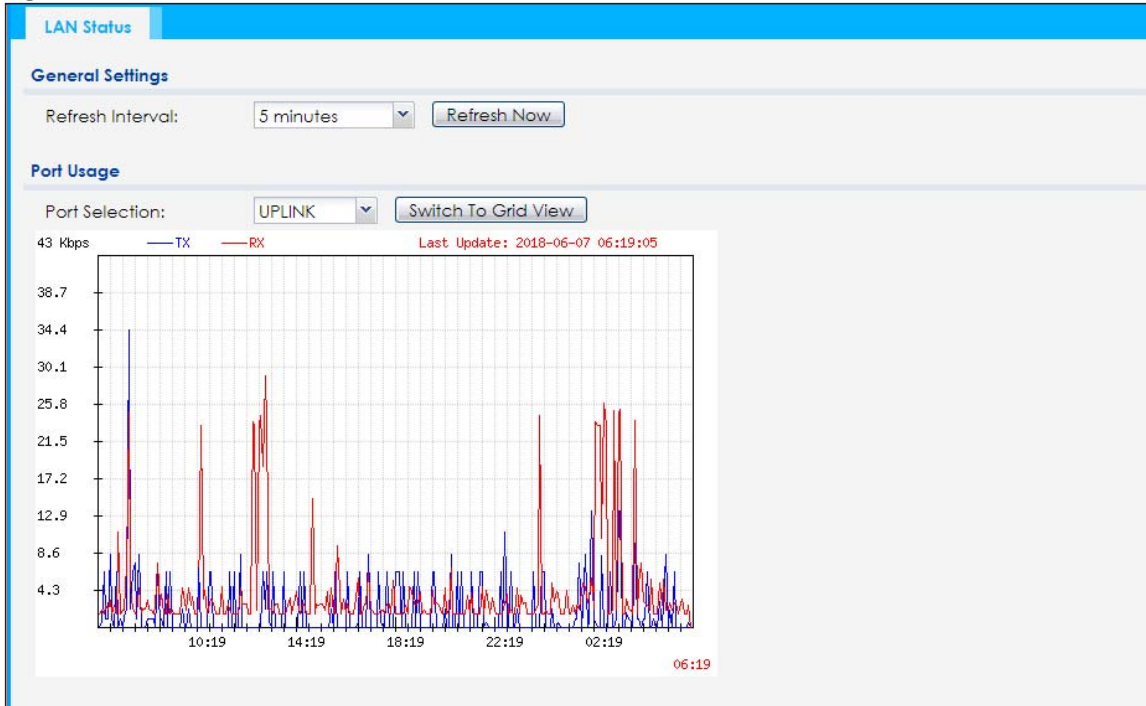 LAN Status
General Settings
Refresh Interval: 5 minutes Refresh Now
Port Usage
Port Selection: UPLINK Switch To Grid View
43 Kbps TX RX Last Update: 2018-06-07 06:19:05
38.7
34.4
30.1
25.8
21.5
17.2
12.9
8.6
4.3
10:19 14:19 18:19 22:19 02:19
06:19